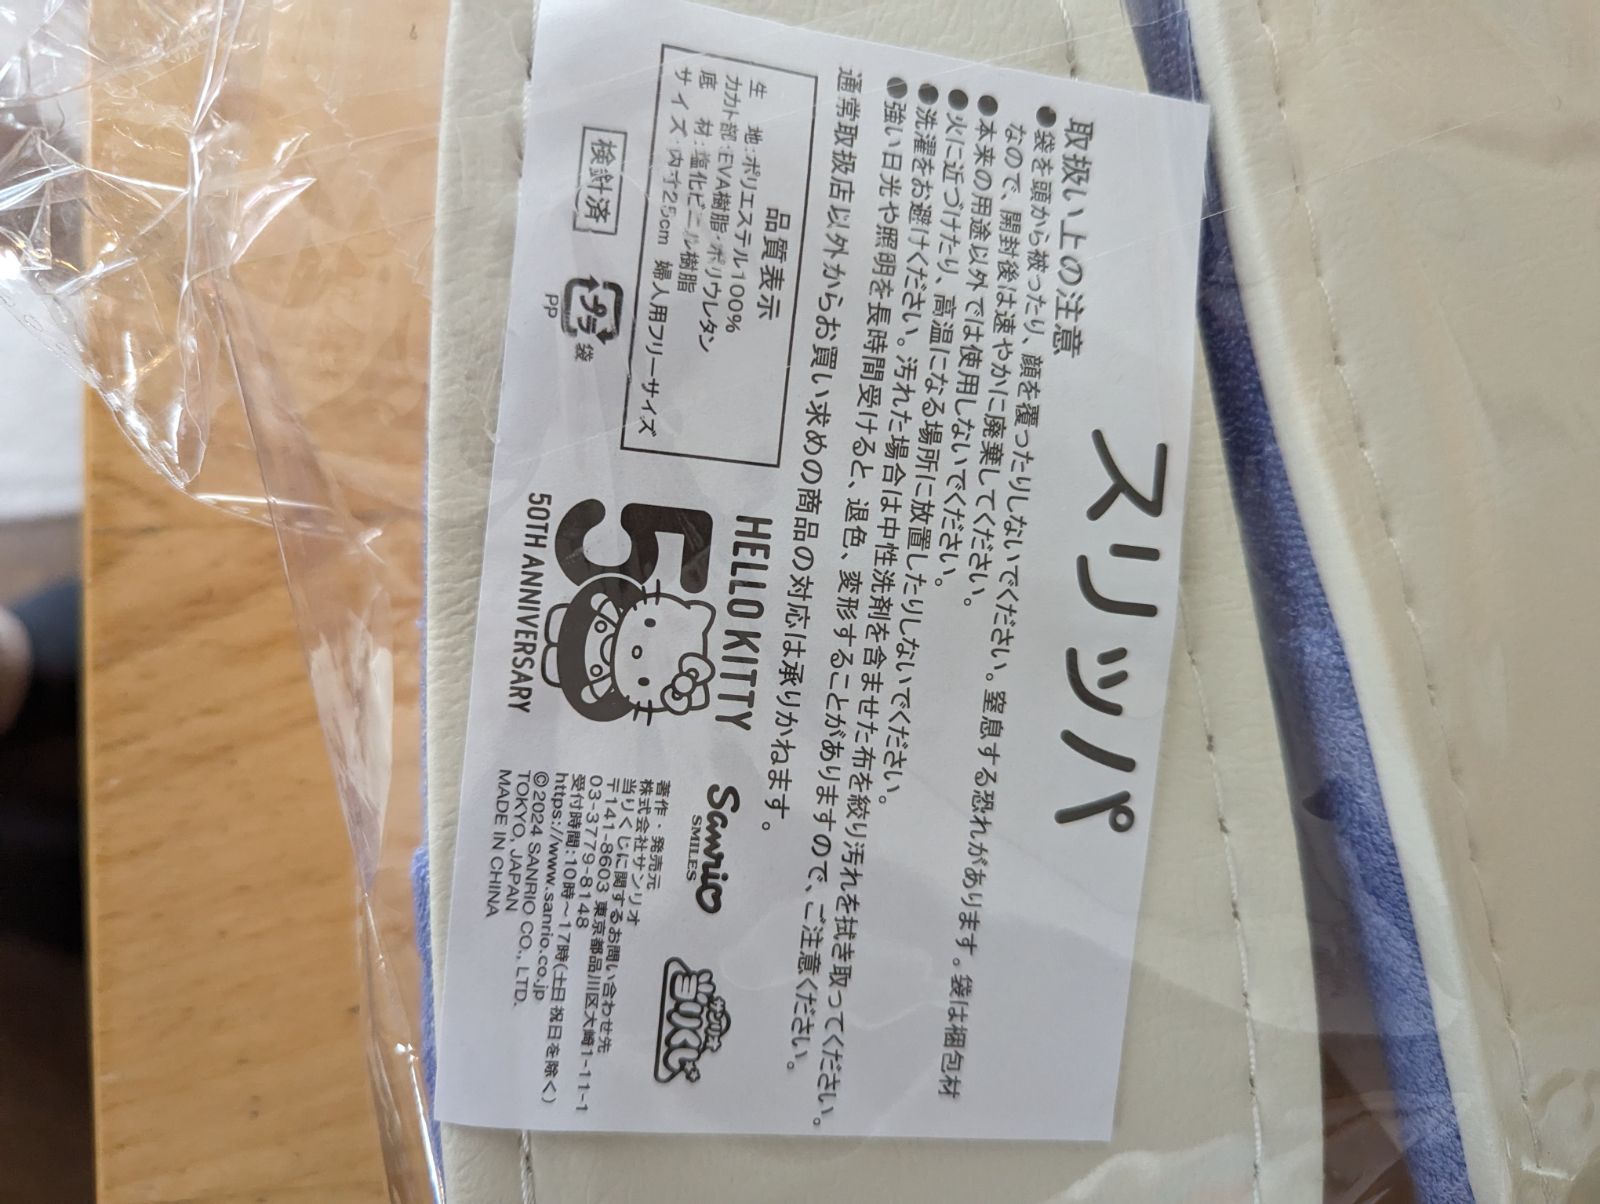 スリッパ
取扱い上の注意
●袋を頭から被ったり、顔を覆ったりしないでください。窒息する恐れがあります。袋は梱包材
なので、開封後は速やかに廃棄してください。
●本来の用途以外では使用しないでください。
●火に近づけたり、高温になる場所に放置したりしないでください。
●洗濯をお避けください。汚れた場合は中性洗剤を含ませた布を絞り汚れを拭き取ってください。
●強い日光や照明を長時間受けると、退色、変形することがありますので、ご注意ください。
通常取扱店以外からお買い求めの商品の対応は承りかねます。
品質表示
生 地:ポリエステル100%
カカト部:EVA樹脂・ポリウレタン
底 材:塩化ビニル樹脂
サイズ:内寸25cm 婦人用フリーサイズ
検針済
プラ
袋
PP
HELLO KITTY
50
50TH ANNIVERSARY
Sanrio
SMILES
サンリオ
当りくじ
著作・発売元
株式会社サンリオ
当りくじに関するお問い合わせ先
〒141-8603 東京都品川区大崎1-11-1
03-3779-8148
受付時間:10時～17時(土日祝日を除く)
https://www.sanrio.co.jp
©2024 SANRIO CO., LTD.
TOKYO, JAPAN
MADE IN CHINA